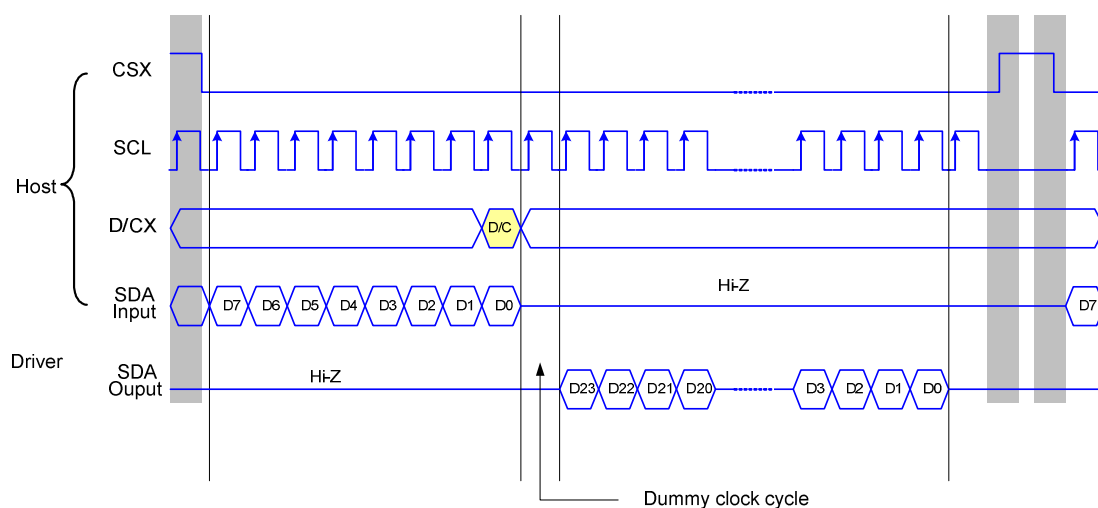 CSX
SCL
Host
D/CX
D/C
SDA
Input
D7 D6 D5 D4 D3 D2 D1 D0
Hi-Z
D7
Driver
SDA
Ouput
Hi-Z
D23 D22 D21 D20
D3 D2 D1 D0
Dummy clock cycle